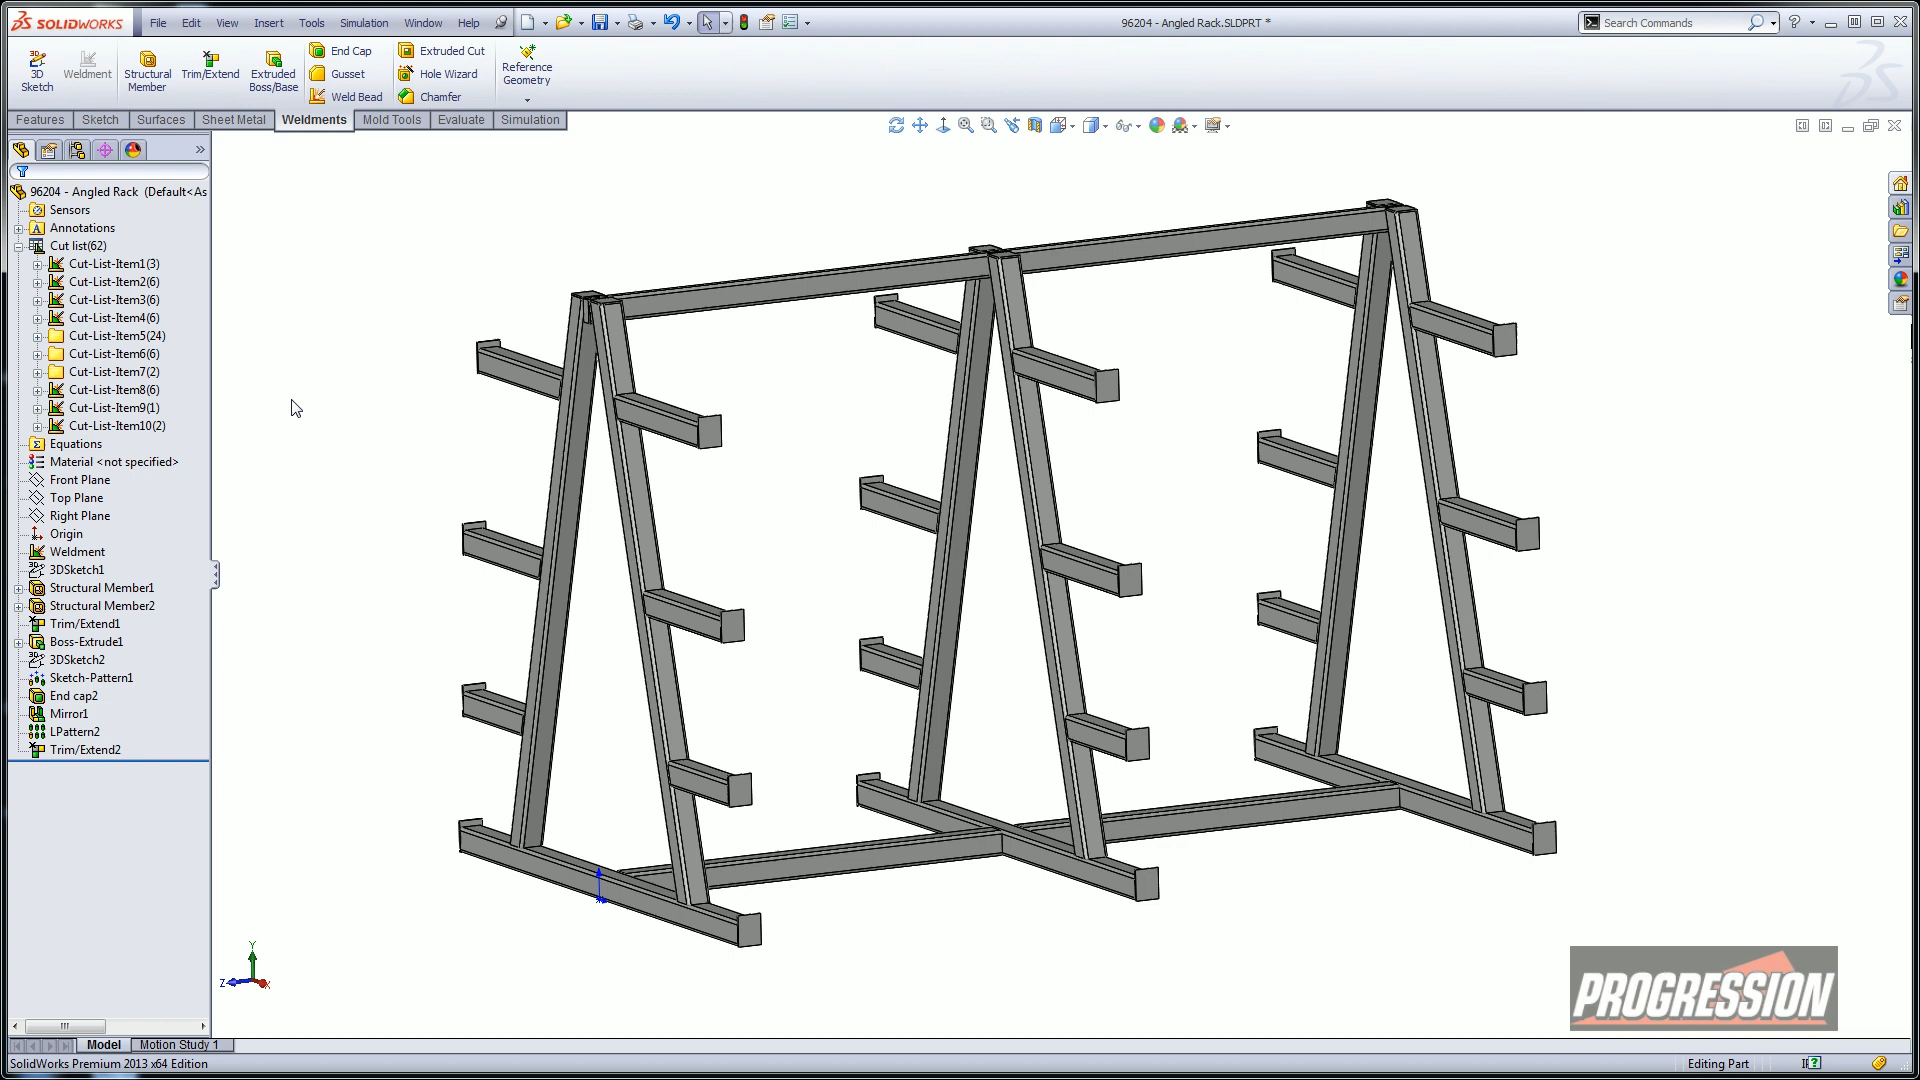 SOLIDWORKS File Edit View Insert Tools Simulation Window Help 96204 - Angled Rack.SLDPRT * Search Commands
3D Sketch
Weldment
Structural Member
Trim/Extend
Extruded Boss/Base
End Cap
Gusset
Weld Bead
Extruded Cut
Hole Wizard
Chamfer
Reference Geometry
Features Sketch Surfaces Sheet Metal Weldments Mold Tools Evaluate Simulation
96204 - Angled Rack (Default<As
Sensors
Annotations
Cut list(62)
Cut-List-Item1(3)
Cut-List-Item2(6)
Cut-List-Item3(6)
Cut-List-Item4(6)
Cut-List-Item5(24)
Cut-List-Item6(6)
Cut-List-Item7(2)
Cut-List-Item8(6)
Cut-List-Item9(1)
Cut-List-Item10(2)
Equations
Material <not specified>
Front Plane
Top Plane
Right Plane
Origin
Weldment
3DSketch1
Structural Member1
Structural Member2
Trim/Extend1
Boss-Extrude1
3DSketch2
Sketch-Pattern1
End cap2
Mirror1
LPattern2
Trim/Extend2
Y
Z X
PROGRESSION
Model Motion Study 1
SolidWorks Premium 2013 x64 Edition Editing Part